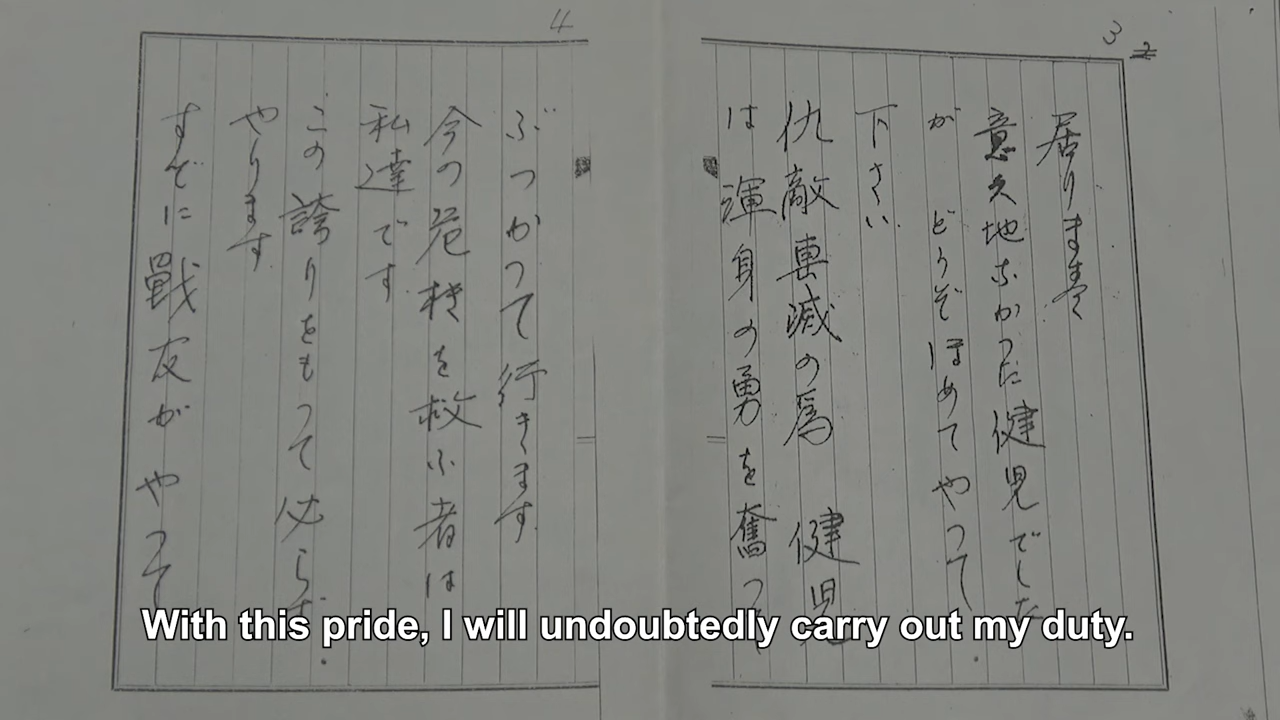 3
2
居ります
意久地なかった健児でした
が どうぞほめてやって
下さい
仇敵軍滅の為 健児
は渾身の勇を奮つ
4
ぶつかって行きます
今の危機を救ふ者は
私達です
この誇りをもって必らず
やります
すでに戦友がやって
With this pride, I will undoubtedly carry out my duty.